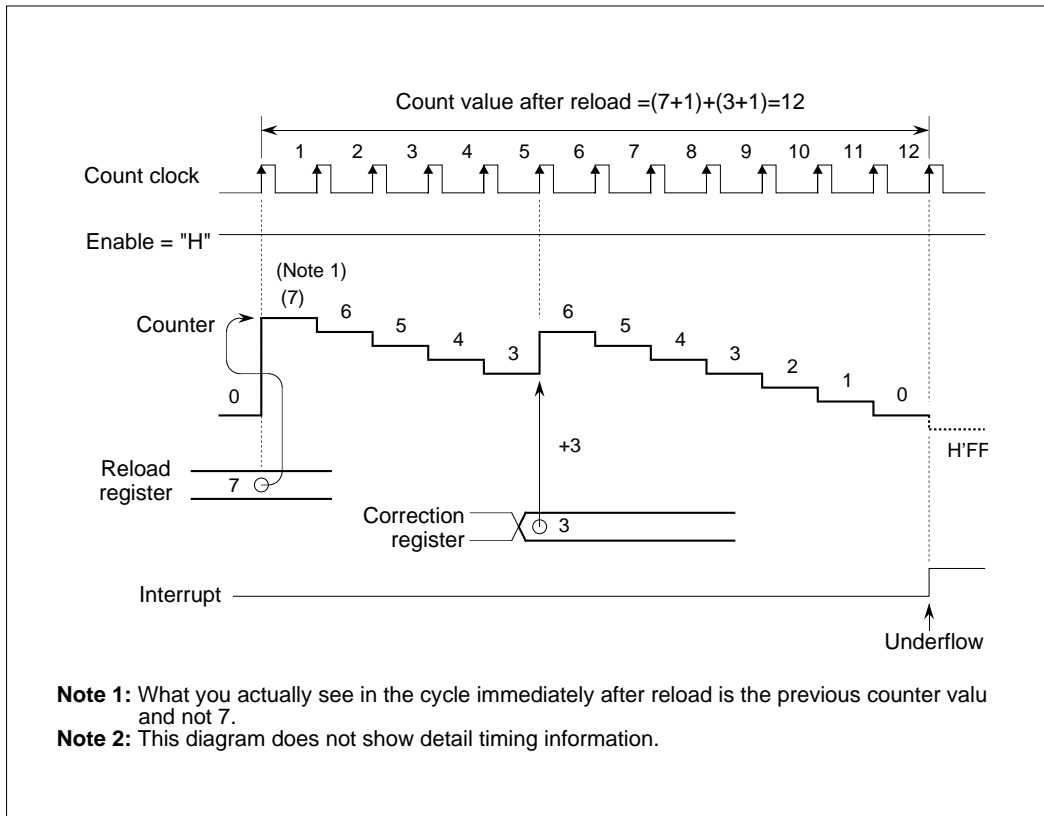 Count value after reload =(7+1)+(3+1)=12
1 2 3 4 5 6 7 8 9 10 11 12
Count clock
Enable = "H"
(Note 1)
(7)
6 5 4 3 6 5 4 3 2 1 0
Counter
0
H'FF
+3
Reload
register
7
Correction
register
3
Interrupt
Underflow
Note 1: What you actually see in the cycle immediately after reload is the previous counter valu
and not 7.
Note 2: This diagram does not show detail timing information.